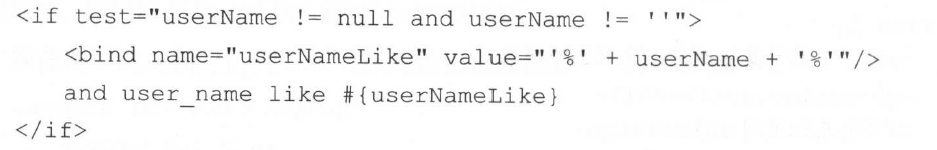 <if test="userName != null and userName != ''">
<bind name="userNameLike" value="'%' + userName + '%'"/>
and user_name like #{userNameLike}
</if>